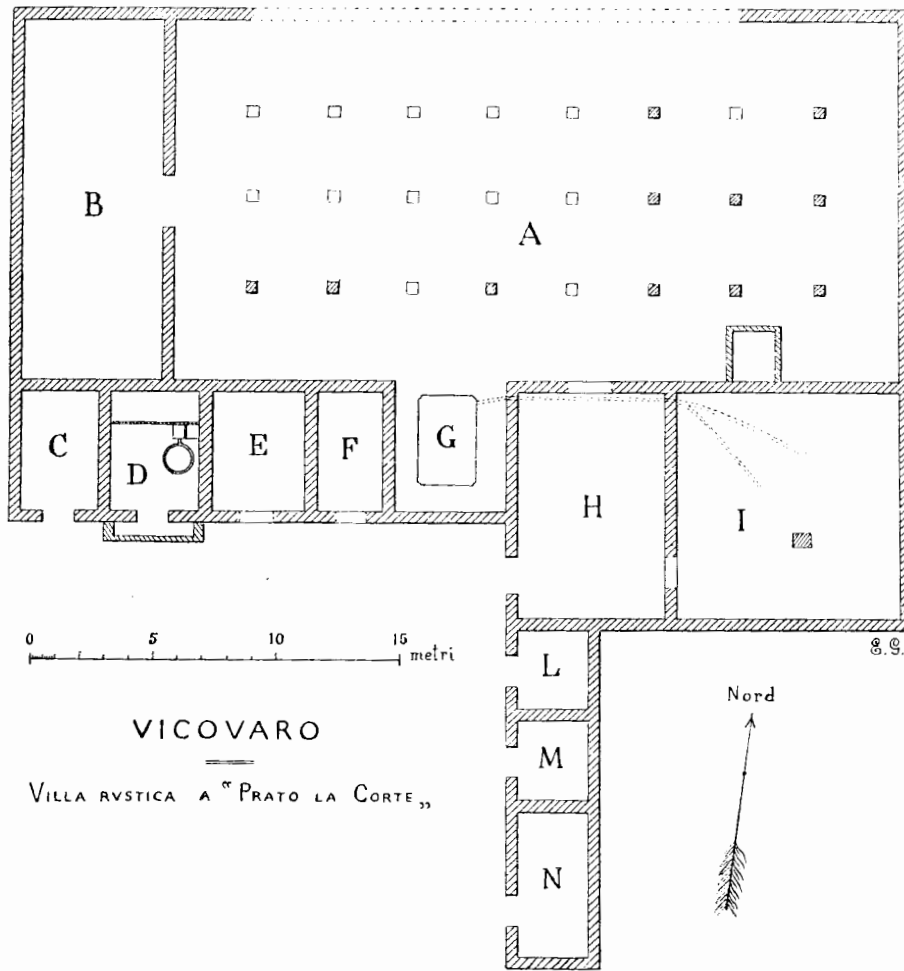 B
A
C
D
E
F
G
H
I
0 5 10 15 metri
E.G.
L
Nord
VICOVARO
M
VILLA RVSTICA A “PRATO LA CORTE„
N